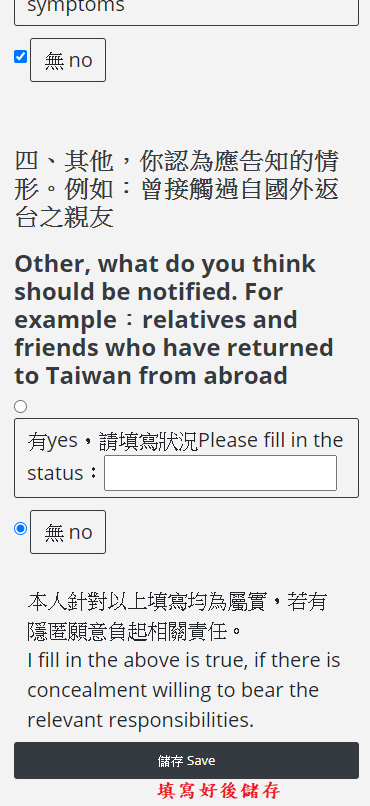 symptoms
無 no
四、其他，你認為應告知的情
形。例如：曾接觸過自國外返
台之親友
Other, what do you think
should be notified. For
example：relatives and
friends who have returned
to Taiwan from abroad
有yes，請填寫狀況Please fill in the
status：
無 no
本人針對以上填寫均為屬實，若有
隱匿願意負起相關責任。
I fill in the above is true, if there is
concealment willing to bear the
relevant responsibilities.
儲存 Save
填寫好後儲存